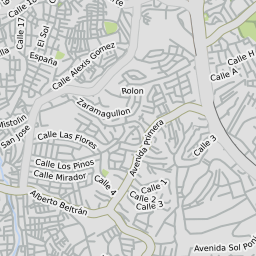 Calle 17
El Sol
España
Calle Alexis Gomez
Calle H
Calle A
Rolon
Zaramagullon
Mistolin
San Jose
Calle Las Flores
Avenida Primera
Calle 3
Calle Los Pinos
Calle Mirador
Calle 4
Calle 1
Calle 2
Calle 3
Alberto Beltrán
Avenida Sol Poni